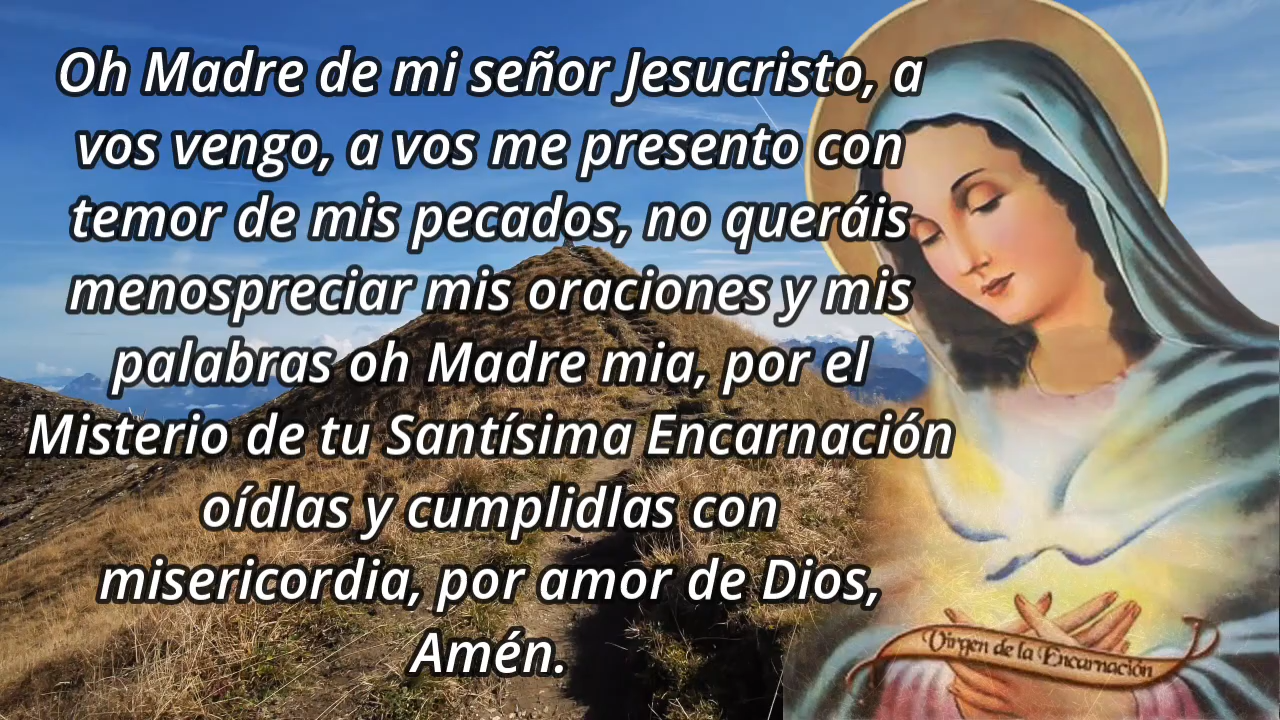 Oh Madre de mi señor Jesucristo, a
vos vengo, a vos me presento con
temor de mis pecados, no queráis
menospreciar mis oraciones y mis
palabras oh Madre mia, por el
Misterio de tu Santísima Encarnación
oídlas y cumplidlas con
misericordia, por amor de Dios,
Amén.
Virgen de la Encarnación